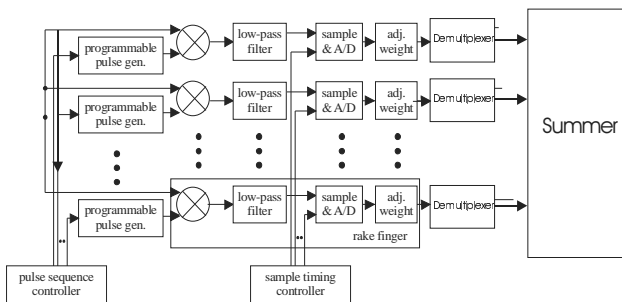 programmable
pulse gen.
low-pass
filter
sample
& A/D
adj.
weight
Demultiplexer
programmable
pulse gen.
low-pass
filter
sample
& A/D
adj.
weight
Demultiplexer
Summer
programmable
pulse gen.
low-pass
filter
sample
& A/D
adj.
weight
Demultiplexer
rake finger
pulse sequence
controller
sample timing
controller